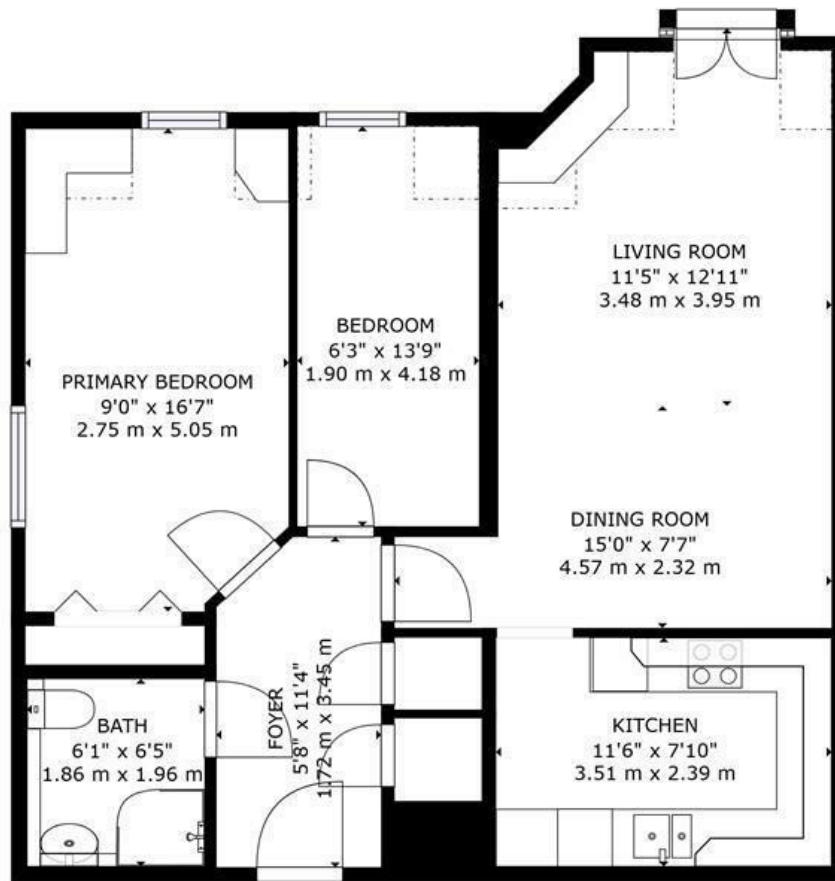 LIVING ROOM
11'5" x 12'11"
3.48 m x 3.95 m
BEDROOM
6'3" x 13'9"
1.90 m x 4.18 m
PRIMARY BEDROOM
9'0" x 16'7"
2.75 m x 5.05 m
DINING ROOM
15'0" x 7'7"
4.57 m x 2.32 m
FOYER
5'8" x 11'4"
1.72 m x 3.45 m
BATH
6'1" x 6'5"
1.86 m x 1.96 m
KITCHEN
11'6" x 7'10"
3.51 m x 2.39 m